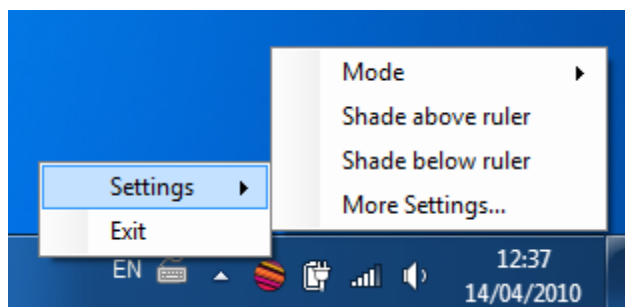 Mode
Shade above ruler
Shade below ruler
More Settings...
Settings
Exit
EN
12:37
14/04/2010